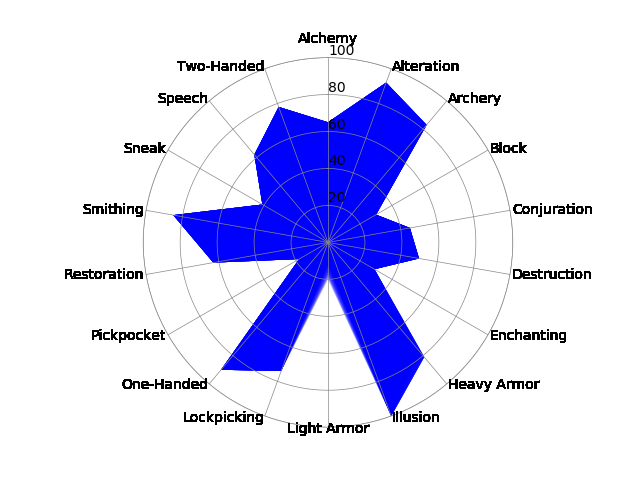 Alchemy
100
Two-Handed
Alteration
80
Speech
Archery
60
Sneak
Block
40
20
Smithing
Conjuration
Restoration
Destruction
Pickpocket
Enchanting
One-Handed
Heavy Armor
Lockpicking
Illusion
Light Armor